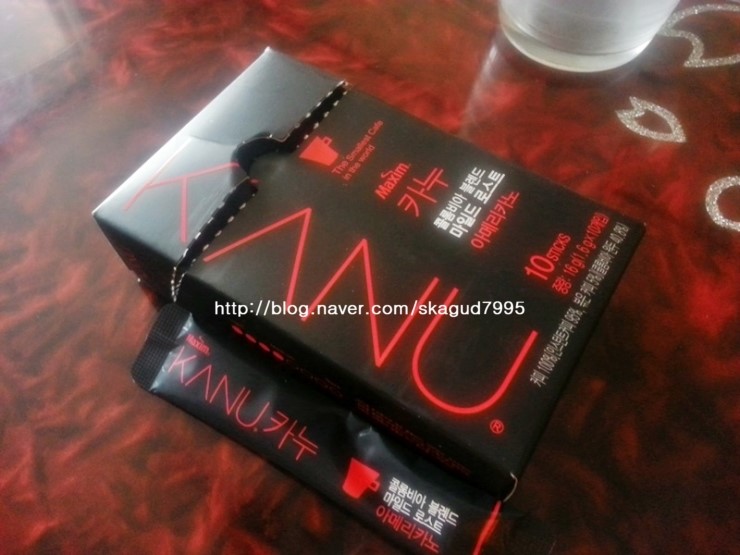 The Smallest Cafe
in the world
Maxim
카누
콜롬비아 블렌드
마일드 로스트
아메리카노
KANU®
10 STICKS
http://blog.naver.com/skagud7995
Maxim
KANU. 카누
콜롬비아 블렌드
마일드 로스트
아메리카노